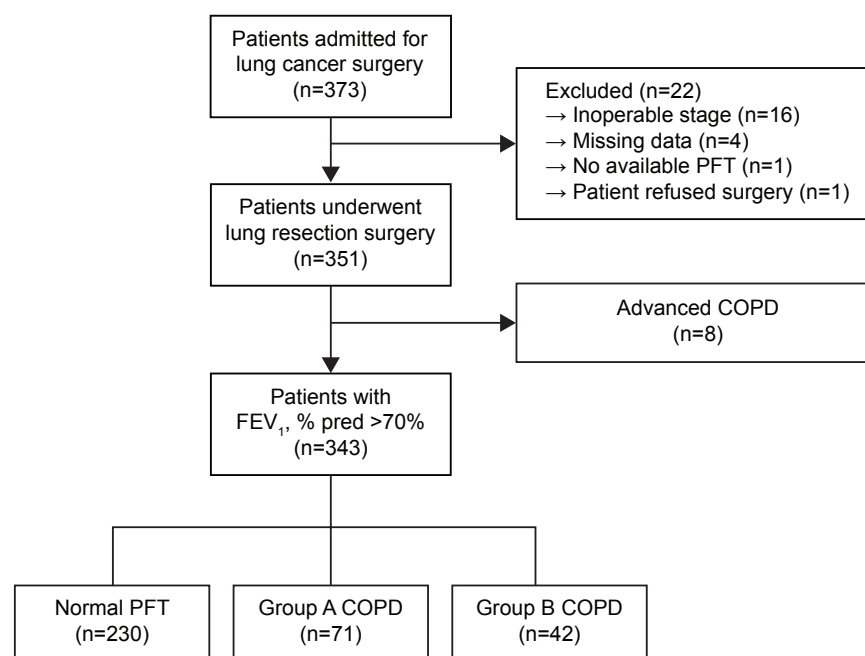 Patients admitted for
lung cancer surgery
(n=373)
Excluded (n=22)
→ Inoperable stage (n=16)
→ Missing data (n=4)
→ No available PFT (n=1)
→ Patient refused surgery (n=1)
Patients underwent
lung resection surgery
(n=351)
Advanced COPD
(n=8)
Patients with
FEV₁, % pred >70%
(n=343)
Normal PFT
(n=230)
Group A COPD
(n=71)
Group B COPD
(n=42)